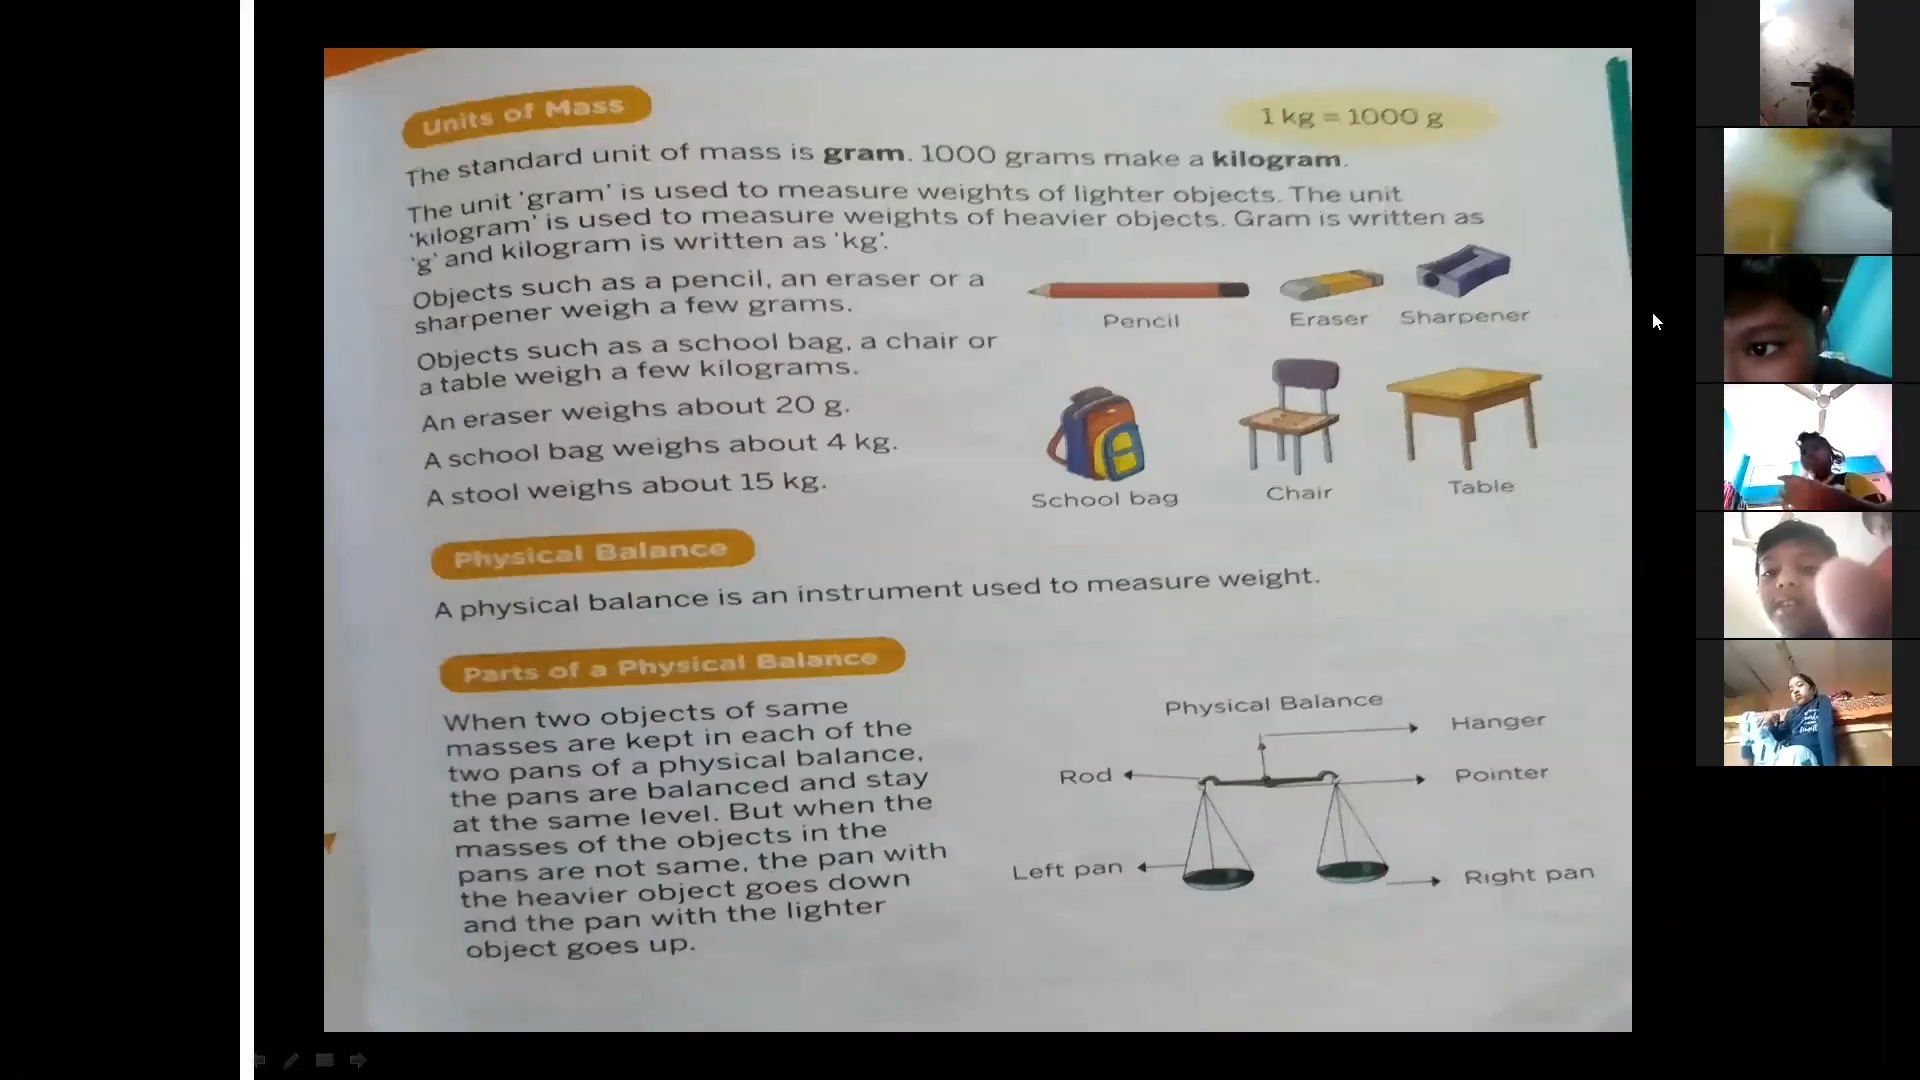 Units of Mass
1 kg = 1000 g
The standard unit of mass is gram. 1000 grams make a kilogram.
The unit 'gram' is used to measure weights of lighter objects. The unit
'kilogram' is used to measure weights of heavier objects. Gram is written as
'g' and kilogram is written as 'kg'.
Objects such as a pencil, an eraser or a
sharpener weigh a few grams.
Pencil
Eraser
Sharpener
Objects such as a school bag, a chair or
a table weigh a few kilograms.
An eraser weighs about 20 g.
A school bag weighs about 4 kg.
A stool weighs about 15 kg.
School bag
Chair
Table
Physical Balance
A physical balance is an instrument used to measure weight.
Parts of a Physical Balance
When two objects of same
masses are kept in each of the
two pans of a physical balance,
the pans are balanced and stay
at the same level. But when the
masses of the objects in the
pans are not same, the pan with
the heavier object goes down
and the pan with the lighter
object goes up.
Physical Balance
Hanger
Rod
Pointer
Left pan
Right pan